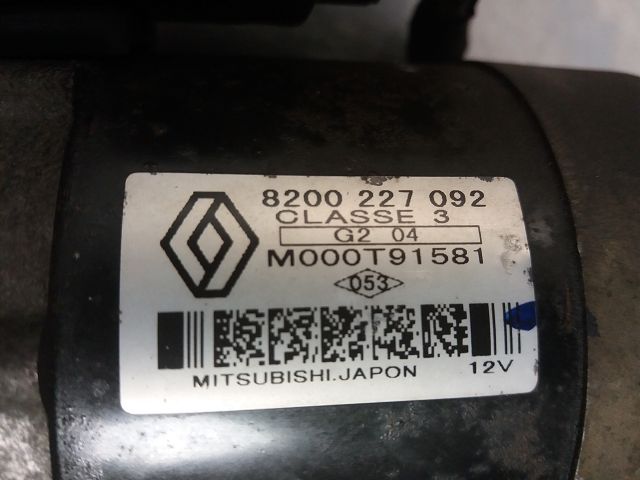 8200 227 092
CLASSE 3
G2 04
M000T91581
053
MITSUBISHI.JAPON 12V